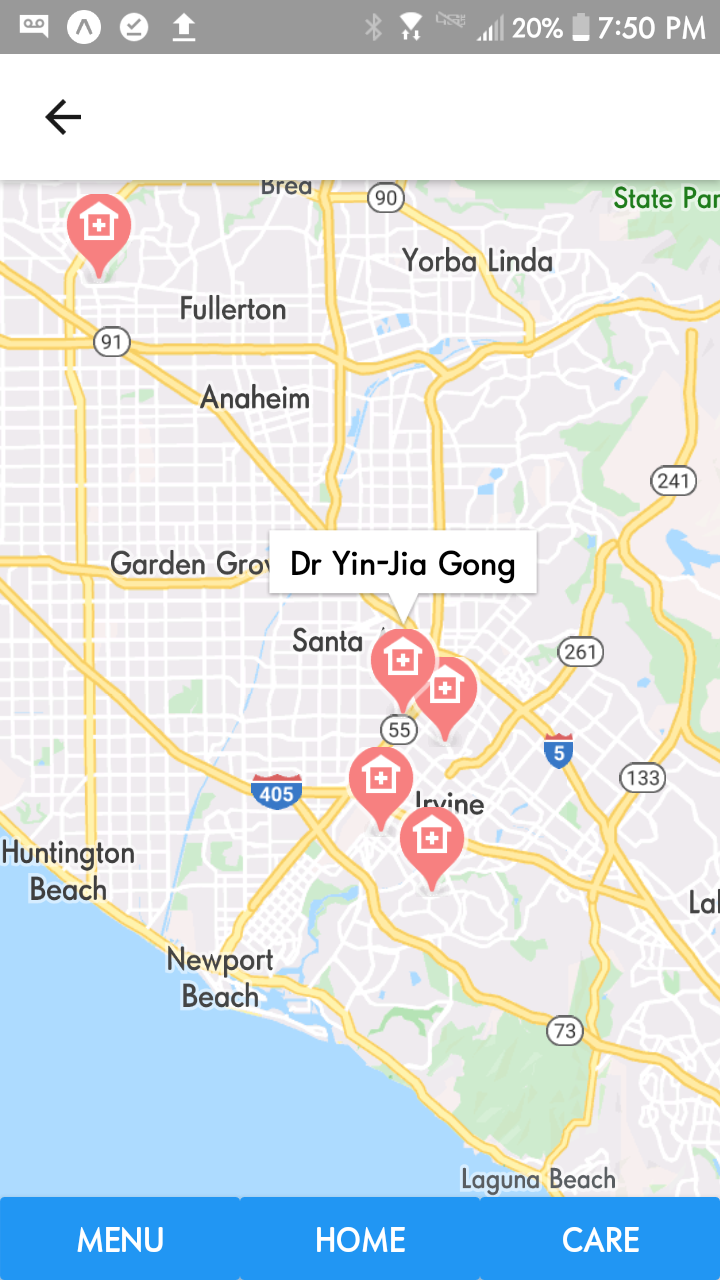 20% 7:50 PM
Brea
90
State Par
Yorba Linda
Fullerton
91
Anaheim
241
Garden Grov
Dr Yin-Jia Gong
Santa
261
55
5
133
405
Irvine
Huntington
Beach
Lal
Newport
Beach
73
Laguna Beach
MENU
HOME
CARE